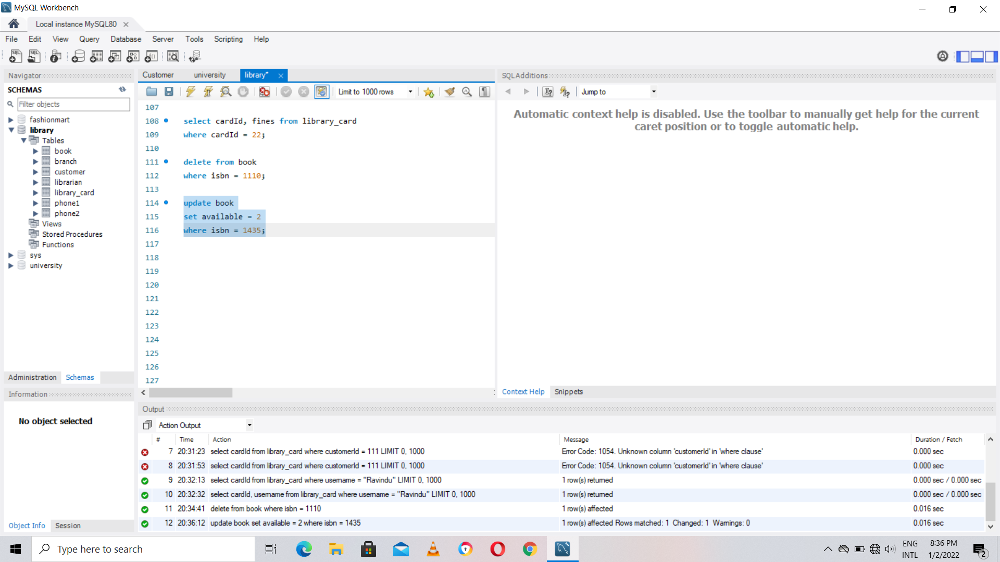 MySQL Workbench
Local instance MySQL80
File Edit View Query Database Server Tools Scripting Help
Navigator
SCHEMAS
Filter objects
fashionmart
library
Tables
book
branch
customer
librarian
library_card
phone1
phone2
Views
Stored Procedures
Functions
sys
university
Administration Schemas
Information
No object selected
Object Info Session
Customer university library*
Limit to 1000 rows
107
108 select cardId, fines from library_card
109 where cardId = 22;
110
111 delete from book
112 where isbn = 1110;
113
114 update book
115 set available = 2
116 where isbn = 1435;
117
118
119
120
121
122
123
124
125
126
127
SQLAdditions
Jump to
Automatic context help is disabled. Use the toolbar to manually get help for the current
caret position or to toggle automatic help.
Context Help Snippets
Output
Action Output
# Time Action Message Duration / Fetch
7 20:31:23 select cardId from library_card where customerId = 111 LIMIT 0, 1000 Error Code: 1054. Unknown column 'customerId' in 'where clause' 0.000 sec
8 20:31:53 select cardId from library_card where customerId = 111 LIMIT 0, 1000 Error Code: 1054. Unknown column 'customerId' in 'where clause' 0.000 sec
9 20:32:13 select cardId from library_card where username = "Ravindu" LIMIT 0, 1000 1 row(s) returned 0.000 sec / 0.000 sec
10 20:32:32 select cardId, username from library_card where username = "Ravindu" LIMIT 0, 1000 1 row(s) returned 0.000 sec / 0.000 sec
11 20:34:41 delete from book where isbn = 1110 1 row(s) affected 0.016 sec
12 20:36:12 update book set available = 2 where isbn = 1435 1 row(s) affected Rows matched: 1 Changed: 1 Warnings: 0 0.016 sec
Type here to search
ENG
INTL
8:36 PM
1/2/2022
2